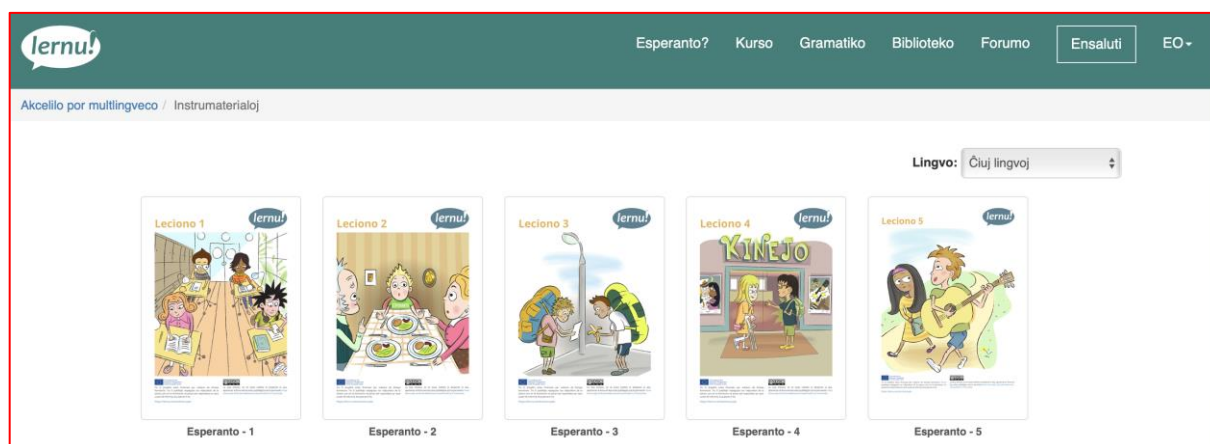 lernu!
Esperanto? Kurso Gramatiko Biblioteko Forumo Ensaluti EO
Akcelilo por multlingveco / Instrumaterialoj
Lingvo: Ĉiuj lingvoj
Leciono 1 lernu!
Leciono 2 lernu!
Leciono 3 lernu!
Leciono 4 lernu!
KINEJO
Leciono 5 lernu!
Esperanto - 1
Esperanto - 2
Esperanto - 3
Esperanto - 4
Esperanto - 5